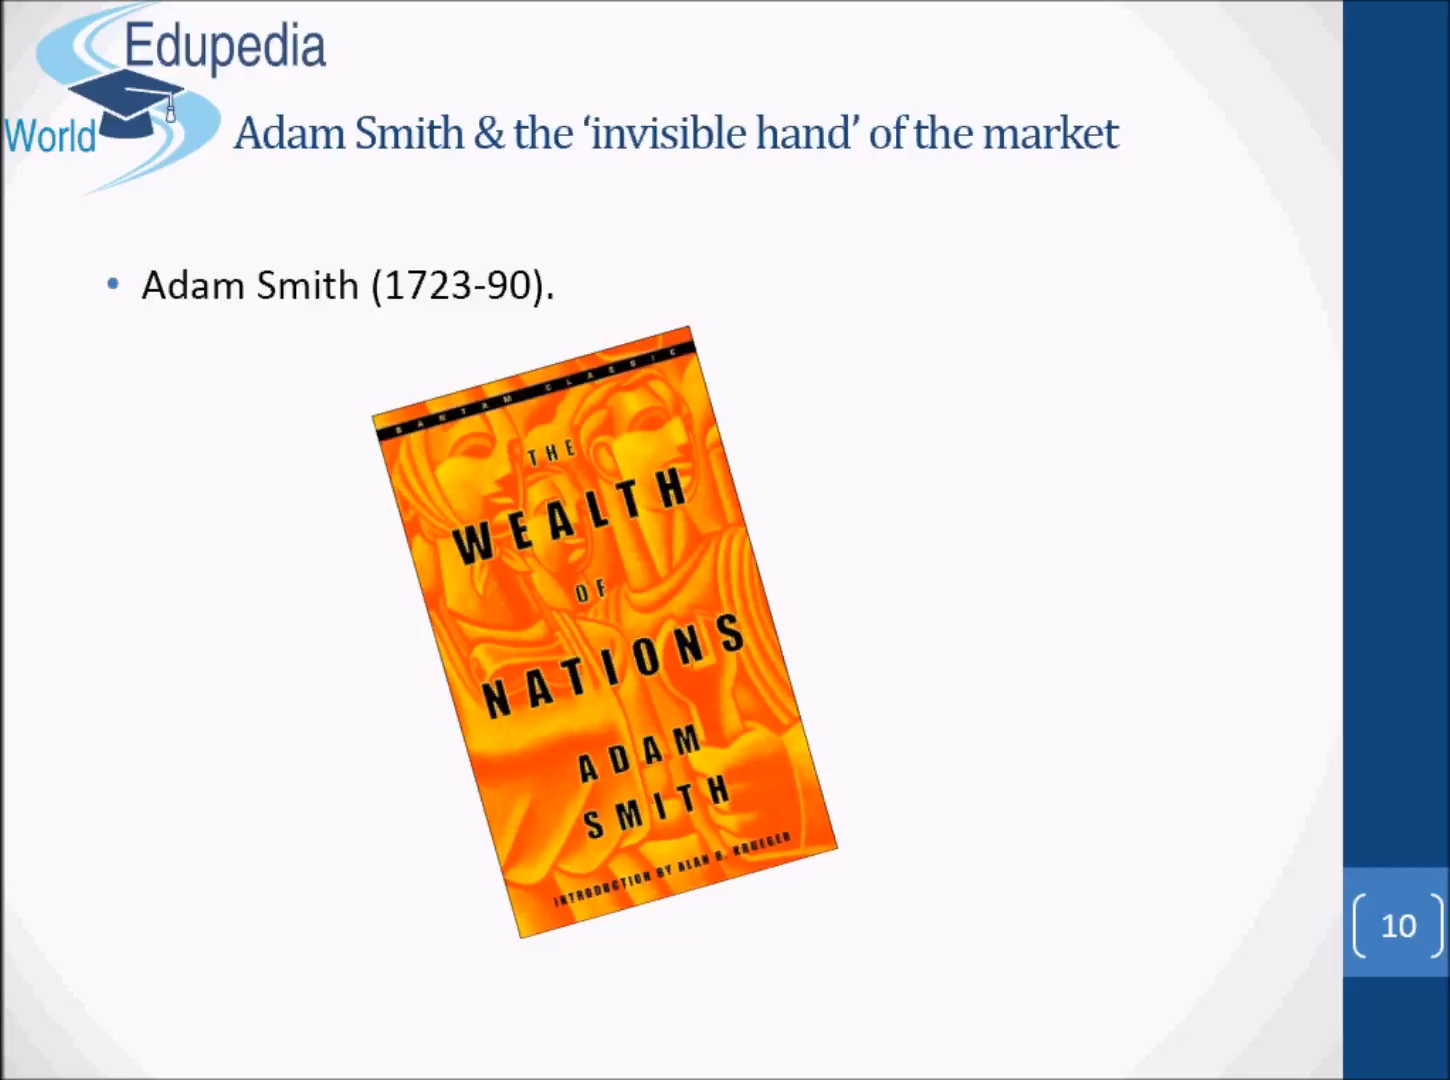 Edupedia
World
Adam Smith & the ‘invisible hand’ of the market
• Adam Smith (1723-90).
BANTAM CLASSIC
THE
WEALTH
OF
NATIONS
ADAM
SMITH
INTRODUCTION BY ALAN B. KRUEGER
10